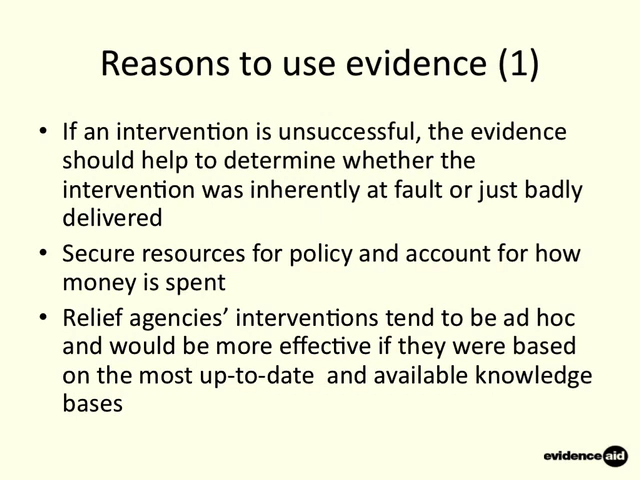 Reasons to use evidence (1)
• If an intervention is unsuccessful, the evidence
should help to determine whether the
intervention was inherently at fault or just badly
delivered
• Secure resources for policy and account for how
money is spent
• Relief agencies’ interventions tend to be ad hoc
and would be more effective if they were based
on the most up-to-date  and available knowledge
bases
evidence aid